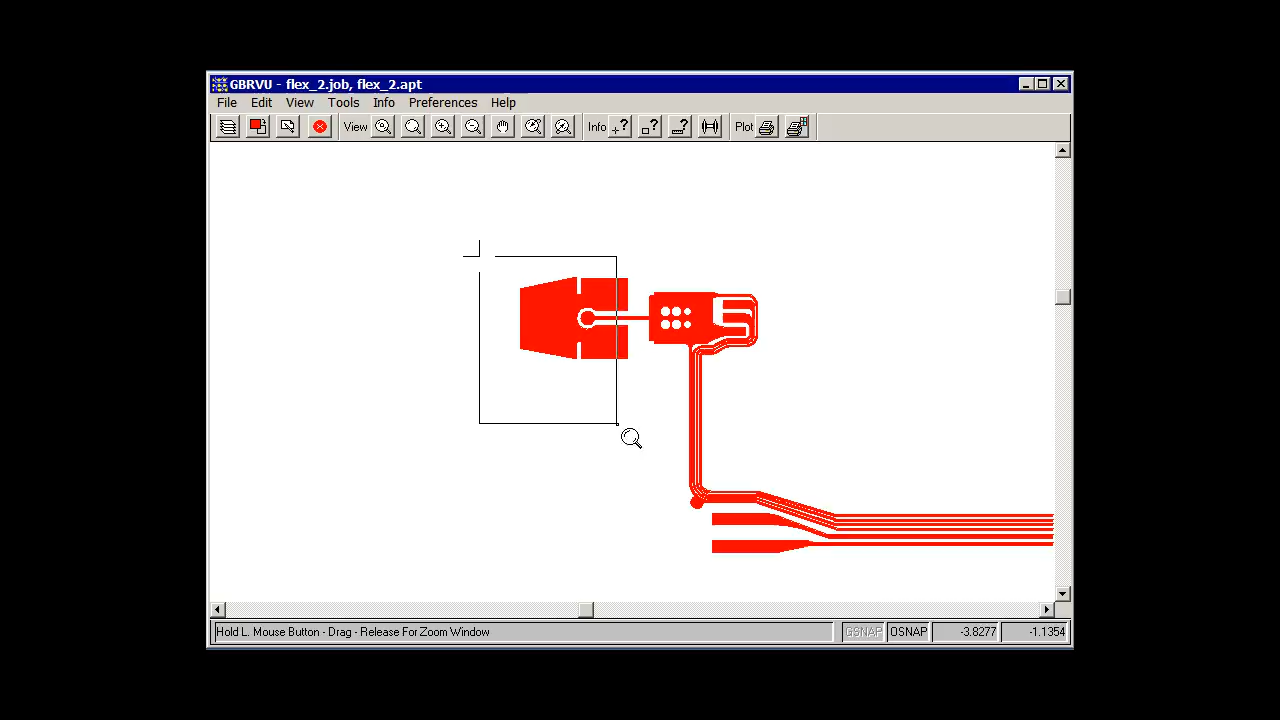 GBRVU - flex_2.job, flex_2.apt
File Edit View Tools Info Preferences Help
View Info Plot
Hold L. Mouse Button - Drag - Release For Zoom Window GSNAP OSNAP -3.8277 -1.1354